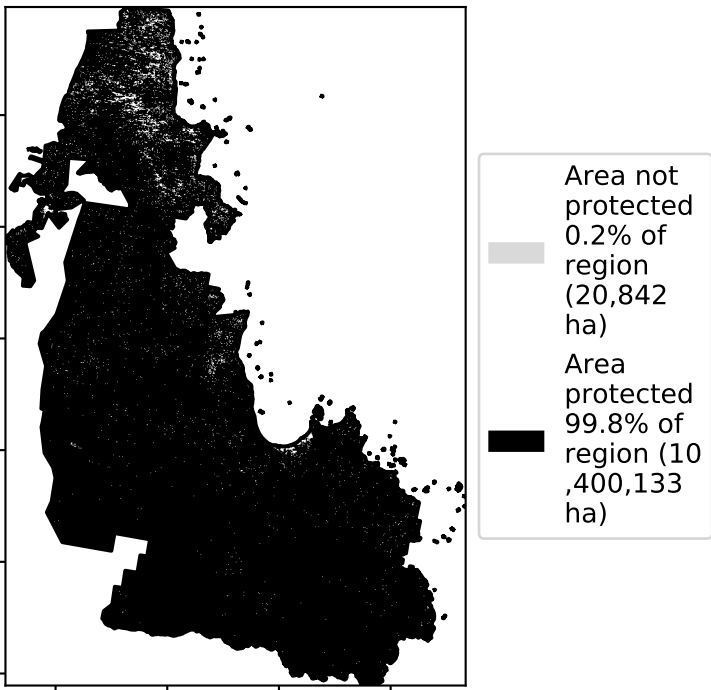 Area not
protected
0.2% of
region
(20,842
ha)
Area
protected
99.8% of
region (10
,400,133
ha)